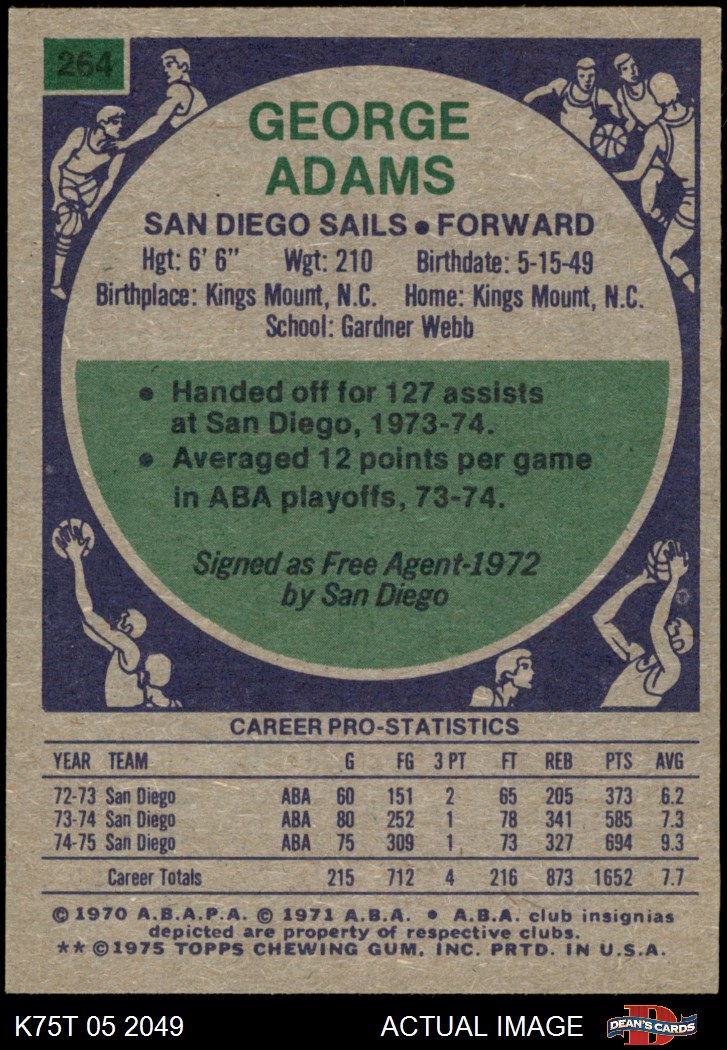 264
GEORGE
ADAMS
SAN DIEGO SAILS • FORWARD
Hgt: 6' 6" Wgt: 210 Birthdate: 5-15-49
Birthplace: Kings Mount, N.C. Home: Kings Mount, N.C.
School: Gardner Webb
• Handed off for 127 assists
at San Diego, 1973-74.
• Averaged 12 points per game
in ABA playoffs, 73-74.
Signed as Free Agent-1972
by San Diego
CAREER PRO-STATISTICS
YEAR TEAM G FG 3 PT FT REB PTS AVG
72-73 San Diego ABA 60 151 2 65 205 373 6.2
73-74 San Diego ABA 80 252 1 78 341 585 7.3
74-75 San Diego ABA 75 309 1 73 327 694 9.3
Career Totals 215 712 4 216 873 1652 7.7
© 1970 A.B.A.P.A. © 1971 A.B.A. • A.B.A. club insignias
depicted are property of respective clubs.
** © 1975 TOPPS CHEWING GUM, INC. PRTD. IN U.S.A.
K75T 05 2049 ACTUAL IMAGE DEAN'S CARDS